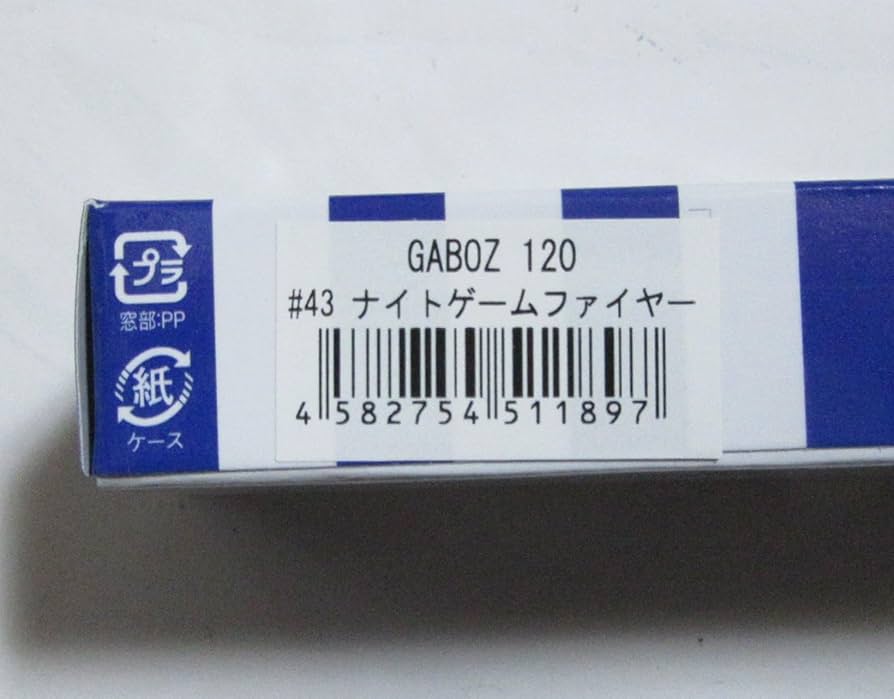 プラ
窓部:PP
紙
ケース
GABOZ 120
#43 ナイトゲームファイヤー
4 582754 511897